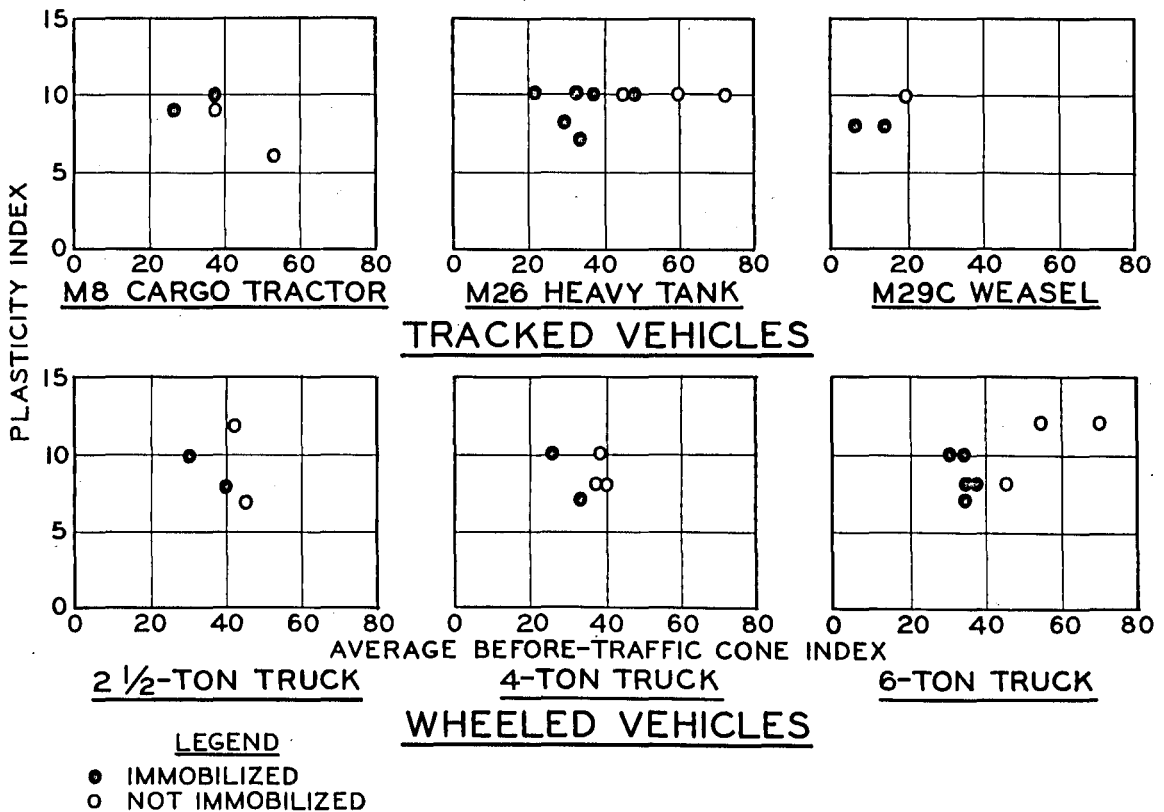 15
10
5
0
0 20 40 60 80
0 20 40 60 80
0 20 40 60 80
M8 CARGO TRACTOR
M26 HEAVY TANK
M29C WEASEL
TRACKED VEHICLES
PLASTICITY INDEX
15
10
5
0
0 20 40 60 80
0 20 40 60 80
0 20 40 60 80
AVERAGE BEFORE-TRAFFIC CONE INDEX
2 1/2-TON TRUCK
4-TON TRUCK
6-TON TRUCK
WHEELED VEHICLES
LEGEND
IMMOBILIZED
NOT IMMOBILIZED